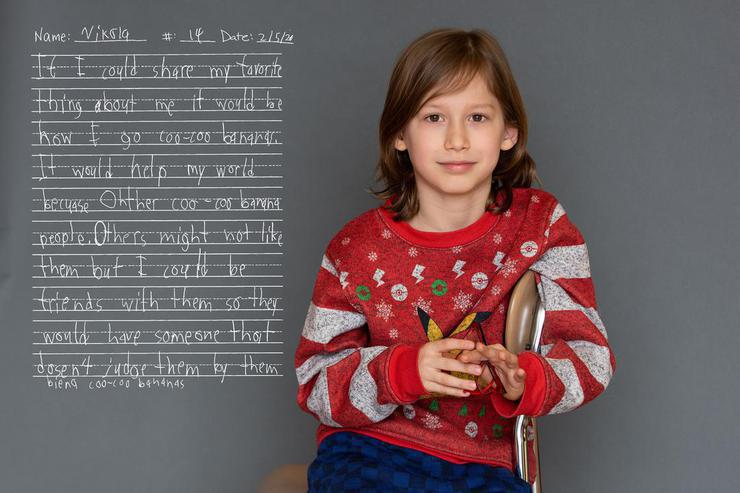 Name: Nikola #: 14 Date: 2/5/20
If I could share my favorite
thing about me it would be
how I go coo-coo bananas.
It would help my world
becuase Ohther coo-coo banana
people. Others might not like
them but I could be
friends with them so they
would have someone that
dosent judge them by them
bieng coo-coo bananas